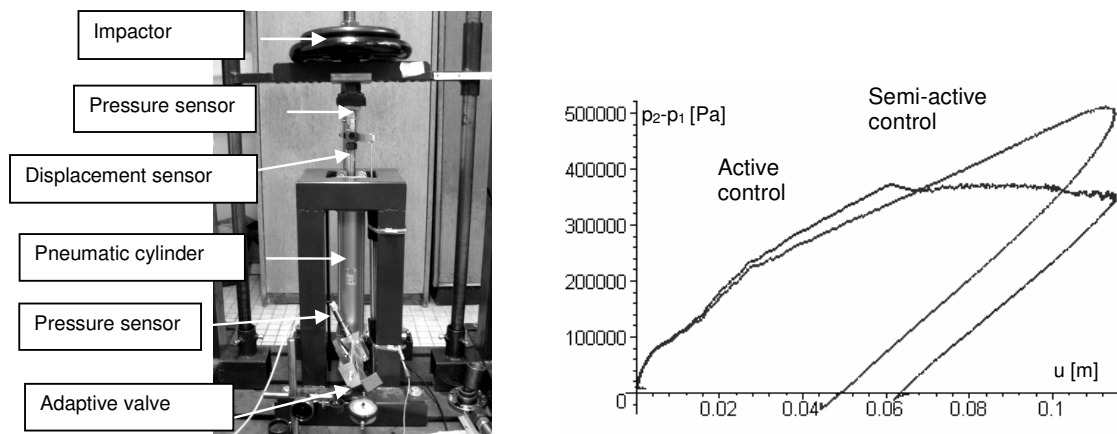 Impactor
Pressure sensor
Displacement sensor
Pneumatic cylinder
Pressure sensor
Adaptive valve
p2-p1 [Pa]
Semi-active
control
Active
control
500000
400000
300000
200000
100000
0
0.02
0.04
0.06
0.08
0.1
u [m]